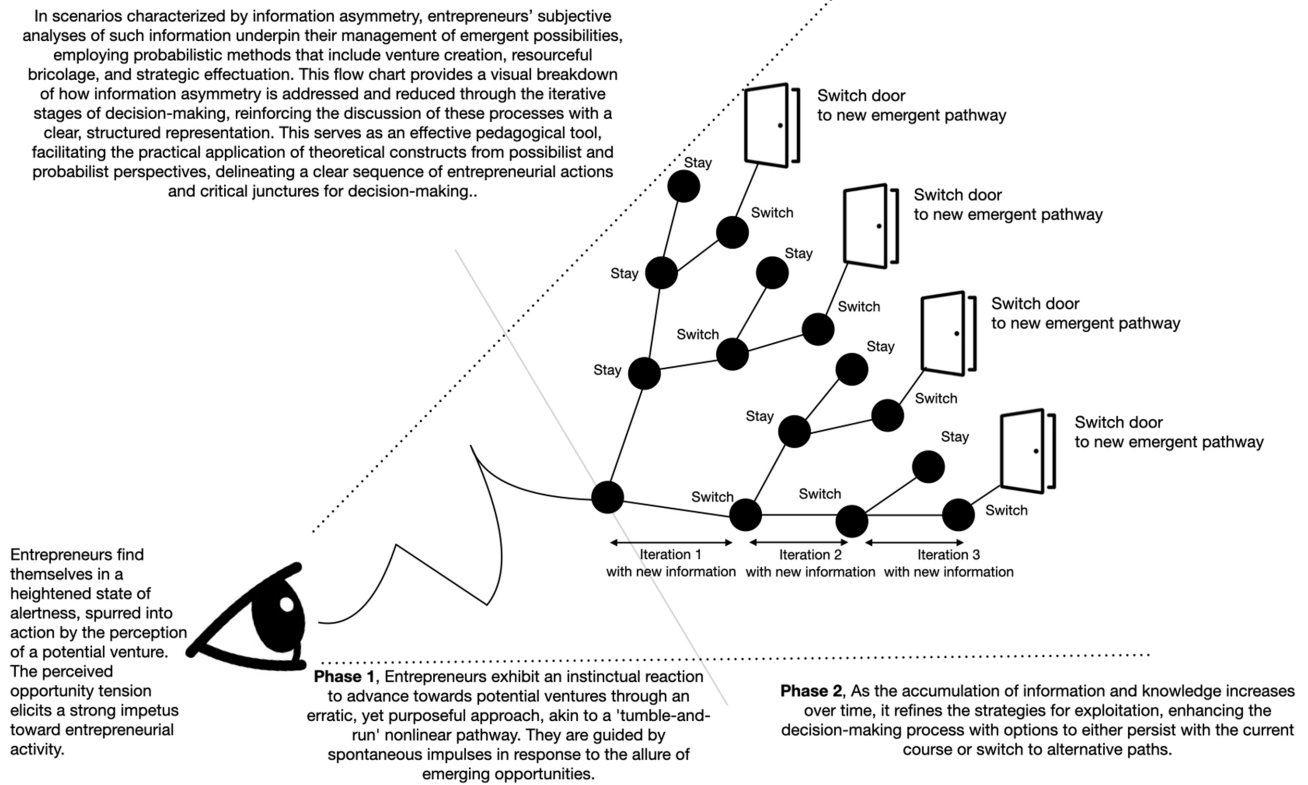 In scenarios characterized by information asymmetry, entrepreneurs’ subjective
analyses of such information underpin their management of emergent possibilities,
employing probabilistic methods that include venture creation, resourceful
bricolage, and strategic effectuation. This flow chart provides a visual breakdown
of how information asymmetry is addressed and reduced through the iterative
stages of decision-making, reinforcing the discussion of these processes with a
clear, structured representation. This serves as an effective pedagogical tool,
facilitating the practical application of theoretical constructs from possibilist and
probabilist perspectives, delineating a clear sequence of entrepreneurial actions
and critical junctures for decision-making..
Switch door
to new emergent pathway
Stay
Switch
Switch door
to new emergent pathway
Stay
Stay
Switch
Switch door
to new emergent pathway
Switch
Stay
Stay
Switch
Stay
Switch door
to new emergent pathway
Stay
Switch
Switch
Switch
Iteration 1
with new information
Iteration 2
with new information
Iteration 3
with new information
Entrepreneurs find
themselves in a
heightened state of
alertness, spurred into
action by the perception
of a potential venture.
The perceived
opportunity tension
elicits a strong impetus
toward entrepreneurial
activity.
Phase 1, Entrepreneurs exhibit an instinctual reaction
to advance towards potential ventures through an
erratic, yet purposeful approach, akin to a 'tumble-and-
run' nonlinear pathway. They are guided by
spontaneous impulses in response to the allure of
emerging opportunities.
Phase 2, As the accumulation of information and knowledge increases
over time, it refines the strategies for exploitation, enhancing the
decision-making process with options to either persist with the current
course or switch to alternative paths.